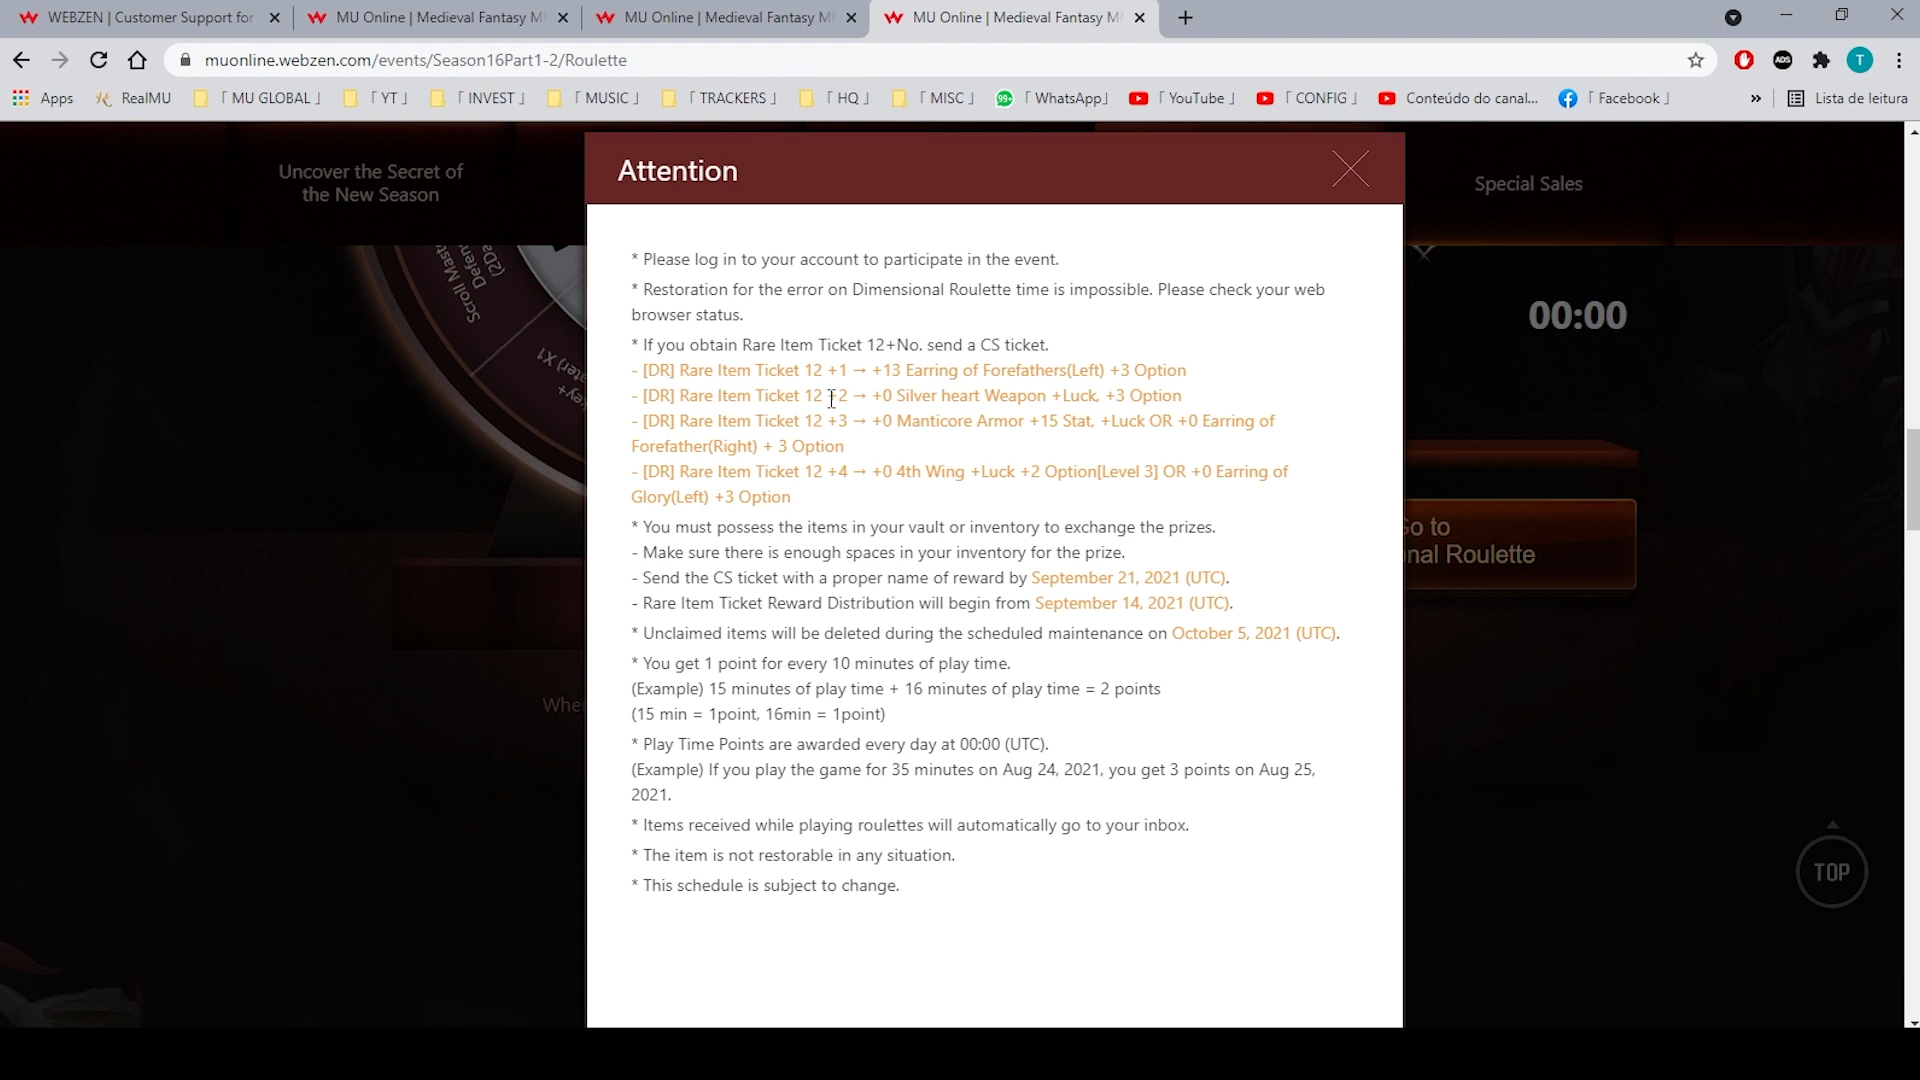 WEBZEN | Customer Support for
MU Online | Medieval Fantasy M
MU Online | Medieval Fantasy M
MU Online | Medieval Fantasy M
muonline.webzen.com/events/Season16Part1-2/Roulette
ADS
T
Apps
RealMU
「 MU GLOBAL 」
「 YT 」
「 INVEST 」
「 MUSIC 」
「 TRACKERS 」
「 HQ 」
「 MISC 」
99+
「 WhatsApp」
「 YouTube 」
「 CONFIG 」
Conteúdo do canal...
「 Facebook 」
»
Lista de leitura
Uncover the Secret of
the New Season
Attention
Special Sales
* Please log in to your account to participate in the event.
* Restoration for the error on Dimensional Roulette time is impossible. Please check your web
browser status.
* If you obtain Rare Item Ticket 12+No. send a CS ticket.
- [DR] Rare Item Ticket 12 +1 → +13 Earring of Forefathers(Left) +3 Option
- [DR] Rare Item Ticket 12 +2 → +0 Silver heart Weapon +Luck, +3 Option
- [DR] Rare Item Ticket 12 +3 → +0 Manticore Armor +15 Stat, +Luck OR +0 Earring of
Forefather(Right) + 3 Option
- [DR] Rare Item Ticket 12 +4 → +0 4th Wing +Luck +2 Option[Level 3] OR +0 Earring of
Glory(Left) +3 Option
* You must possess the items in your vault or inventory to exchange the prizes.
- Make sure there is enough spaces in your inventory for the prize.
- Send the CS ticket with a proper name of reward by September 21, 2021 (UTC).
- Rare Item Ticket Reward Distribution will begin from September 14, 2021 (UTC).
* Unclaimed items will be deleted during the scheduled maintenance on October 5, 2021 (UTC).
* You get 1 point for every 10 minutes of play time.
(Example) 15 minutes of play time + 16 minutes of play time = 2 points
(15 min = 1point, 16min = 1point)
* Play Time Points are awarded every day at 00:00 (UTC).
(Example) If you play the game for 35 minutes on Aug 24, 2021, you get 3 points on Aug 25,
2021.
* Items received while playing roulettes will automatically go to your inbox.
* The item is not restorable in any situation.
* This schedule is subject to change.
Scroll Mast
Defen
(2Da
X1
key+
Whe
00:00
Go to
nal Roulette
TOP